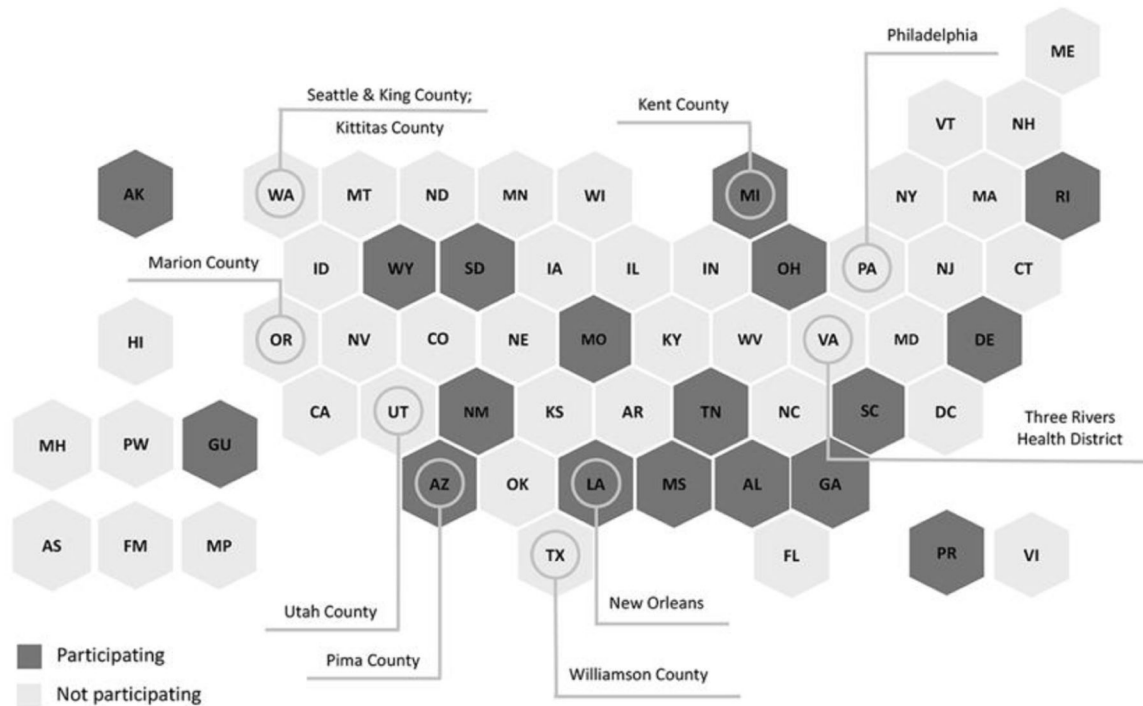 Philadelphia
ME
Seattle & King County;
Kittitas County
Kent County
VT
NH
AK
WA
MT
ND
MN
WI
MI
NY
MA
RI
Marion County
ID
WY
SD
IA
IL
IN
OH
PA
NJ
CT
HI
OR
NV
CO
NE
MO
KY
WV
VA
MD
DE
CA
UT
NM
KS
AR
TN
NC
SC
DC
Three Rivers
Health District
MH
PW
GU
AZ
OK
LA
MS
AL
GA
AS
FM
MP
TX
FL
PR
VI
Utah County
New Orleans
Pima County
Williamson County
Participating
Not participating